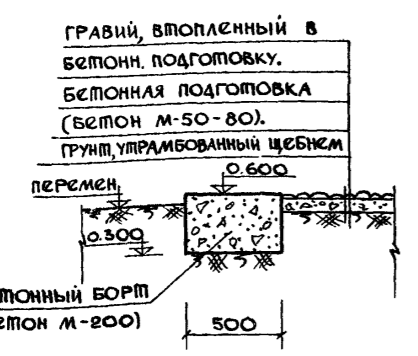 ГРАВИЙ, ВТОПЛЕННЫЙ В
БЕТОНН. ПОДГОТОВКУ.
БЕТОННАЯ ПОДГОТОВКА
(БЕТОН М-50-80).
ГРУНТ, УТРАМБОВАННЫЙ ЩЕБНЕМ
0.600
ПЕРЕМЕН.
0.300
ТОННЫЙ БОРТ
ЕТОН М-200)
500